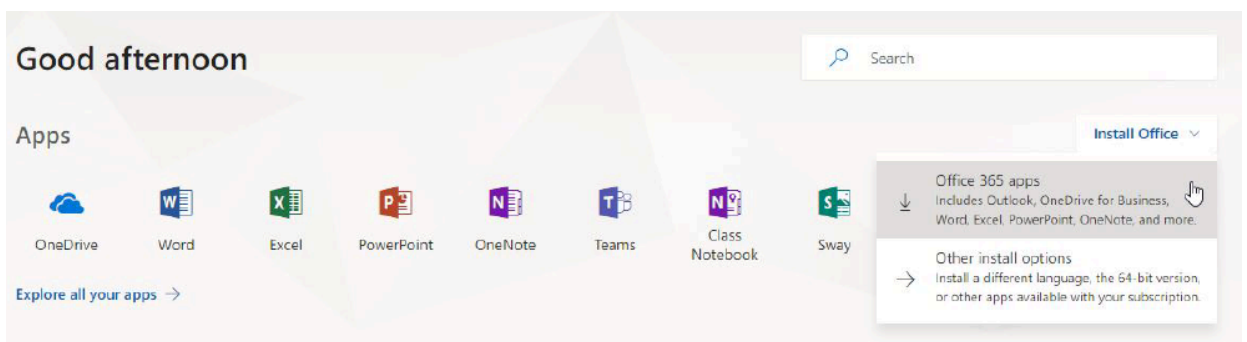 Good afternoon
Search
Apps
Install Office
Office 365 apps
Includes Outlook, OneDrive for Business,
Word, Excel, PowerPoint, OneNote, and more.
OneDrive
Word
Excel
PowerPoint
OneNote
Teams
Class
Notebook
Sway
Other install options
Install a different language, the 64-bit version,
or other apps available with your subscription.
Explore all your apps →